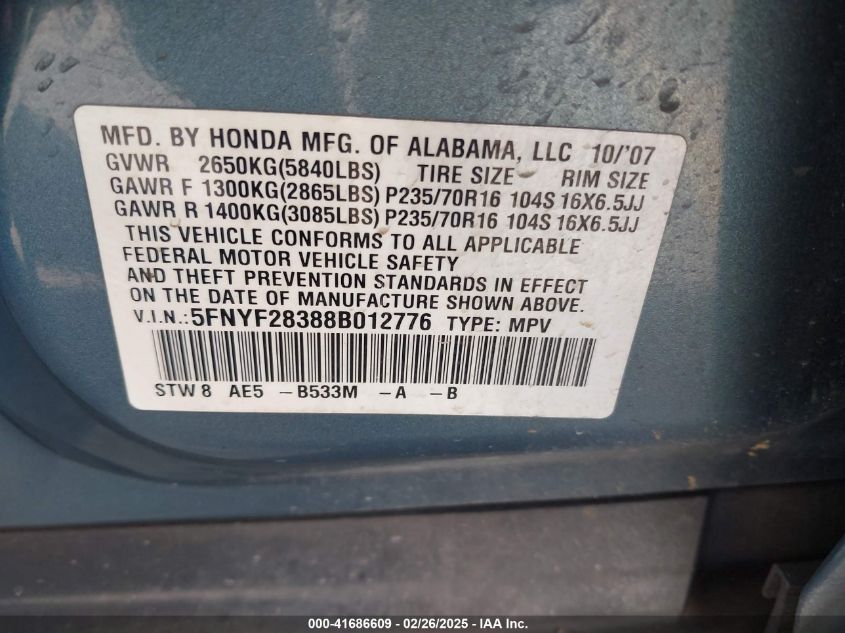 MFD. BY HONDA MFG. OF ALABAMA, LLC 10/'07
GVWR 2650KG(5840LBS) TIRE SIZE RIM SIZE
GAWR F 1300KG(2865LBS) P235/70R16 104S 16X6.5JJ
GAWR R 1400KG(3085LBS) P235/70R16 104S 16X6.5JJ
THIS VEHICLE CONFORMS TO ALL APPLICABLE
FEDERAL MOTOR VEHICLE SAFETY
AND THEFT PREVENTION STANDARDS IN EFFECT
ON THE DATE OF MANUFACTURE SHOWN ABOVE.
V.I.N.: 5FNYF28388B012776 TYPE: MPV
STW 8 AE5 – B533M – A – B
000-41686609 / 02/26/2025 - IAA Inc.